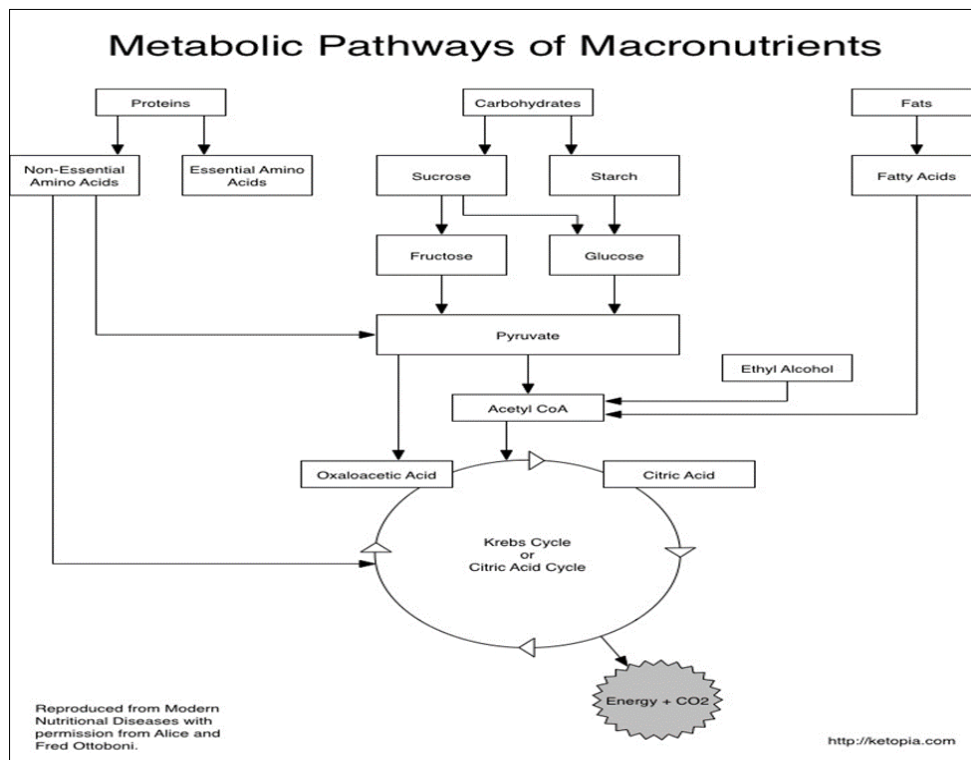 Metabolic Pathways of Macronutrients
Proteins
Carbohydrates
Fats
Non-Essential
Amino Acids
Essential Amino
Acids
Sucrose
Starch
Fatty Acids
Fructose
Glucose
Pyruvate
Ethyl Alcohol
Acetyl CoA
Oxaloacetic Acid
Citric Acid
Krebs Cycle
or
Citric Acid Cycle
Energy + CO2
Reproduced from Modern
Nutritional Diseases with
permission from Alice and
Fred Ottoboni.
http://ketopia.com